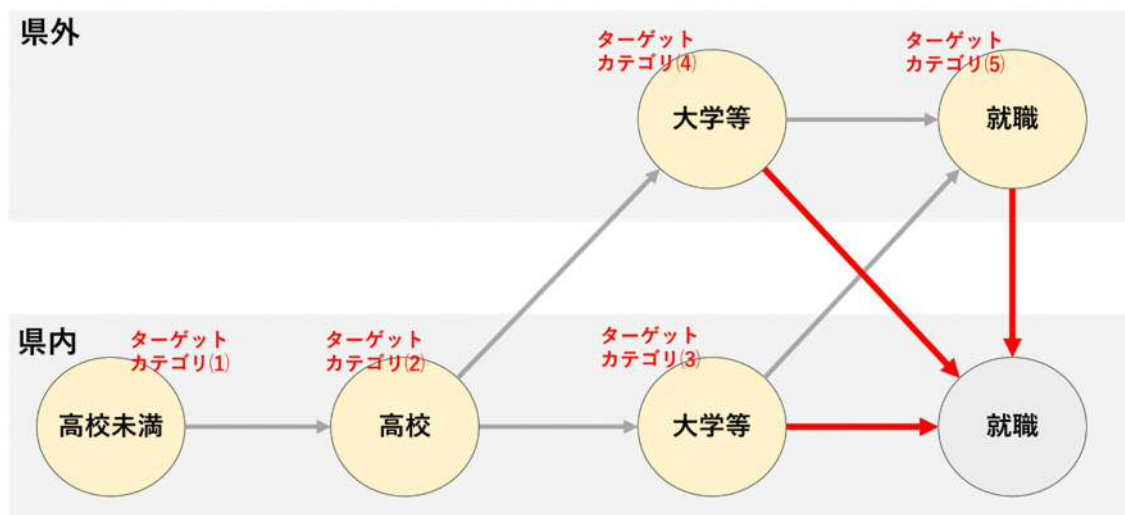 県外
ターゲット
カテゴリ(4)
大学等
ターゲット
カテゴリ(5)
就職
県内
ターゲット
カテゴリ(1)
高校未満
ターゲット
カテゴリ(2)
高校
ターゲット
カテゴリ(3)
大学等
就職